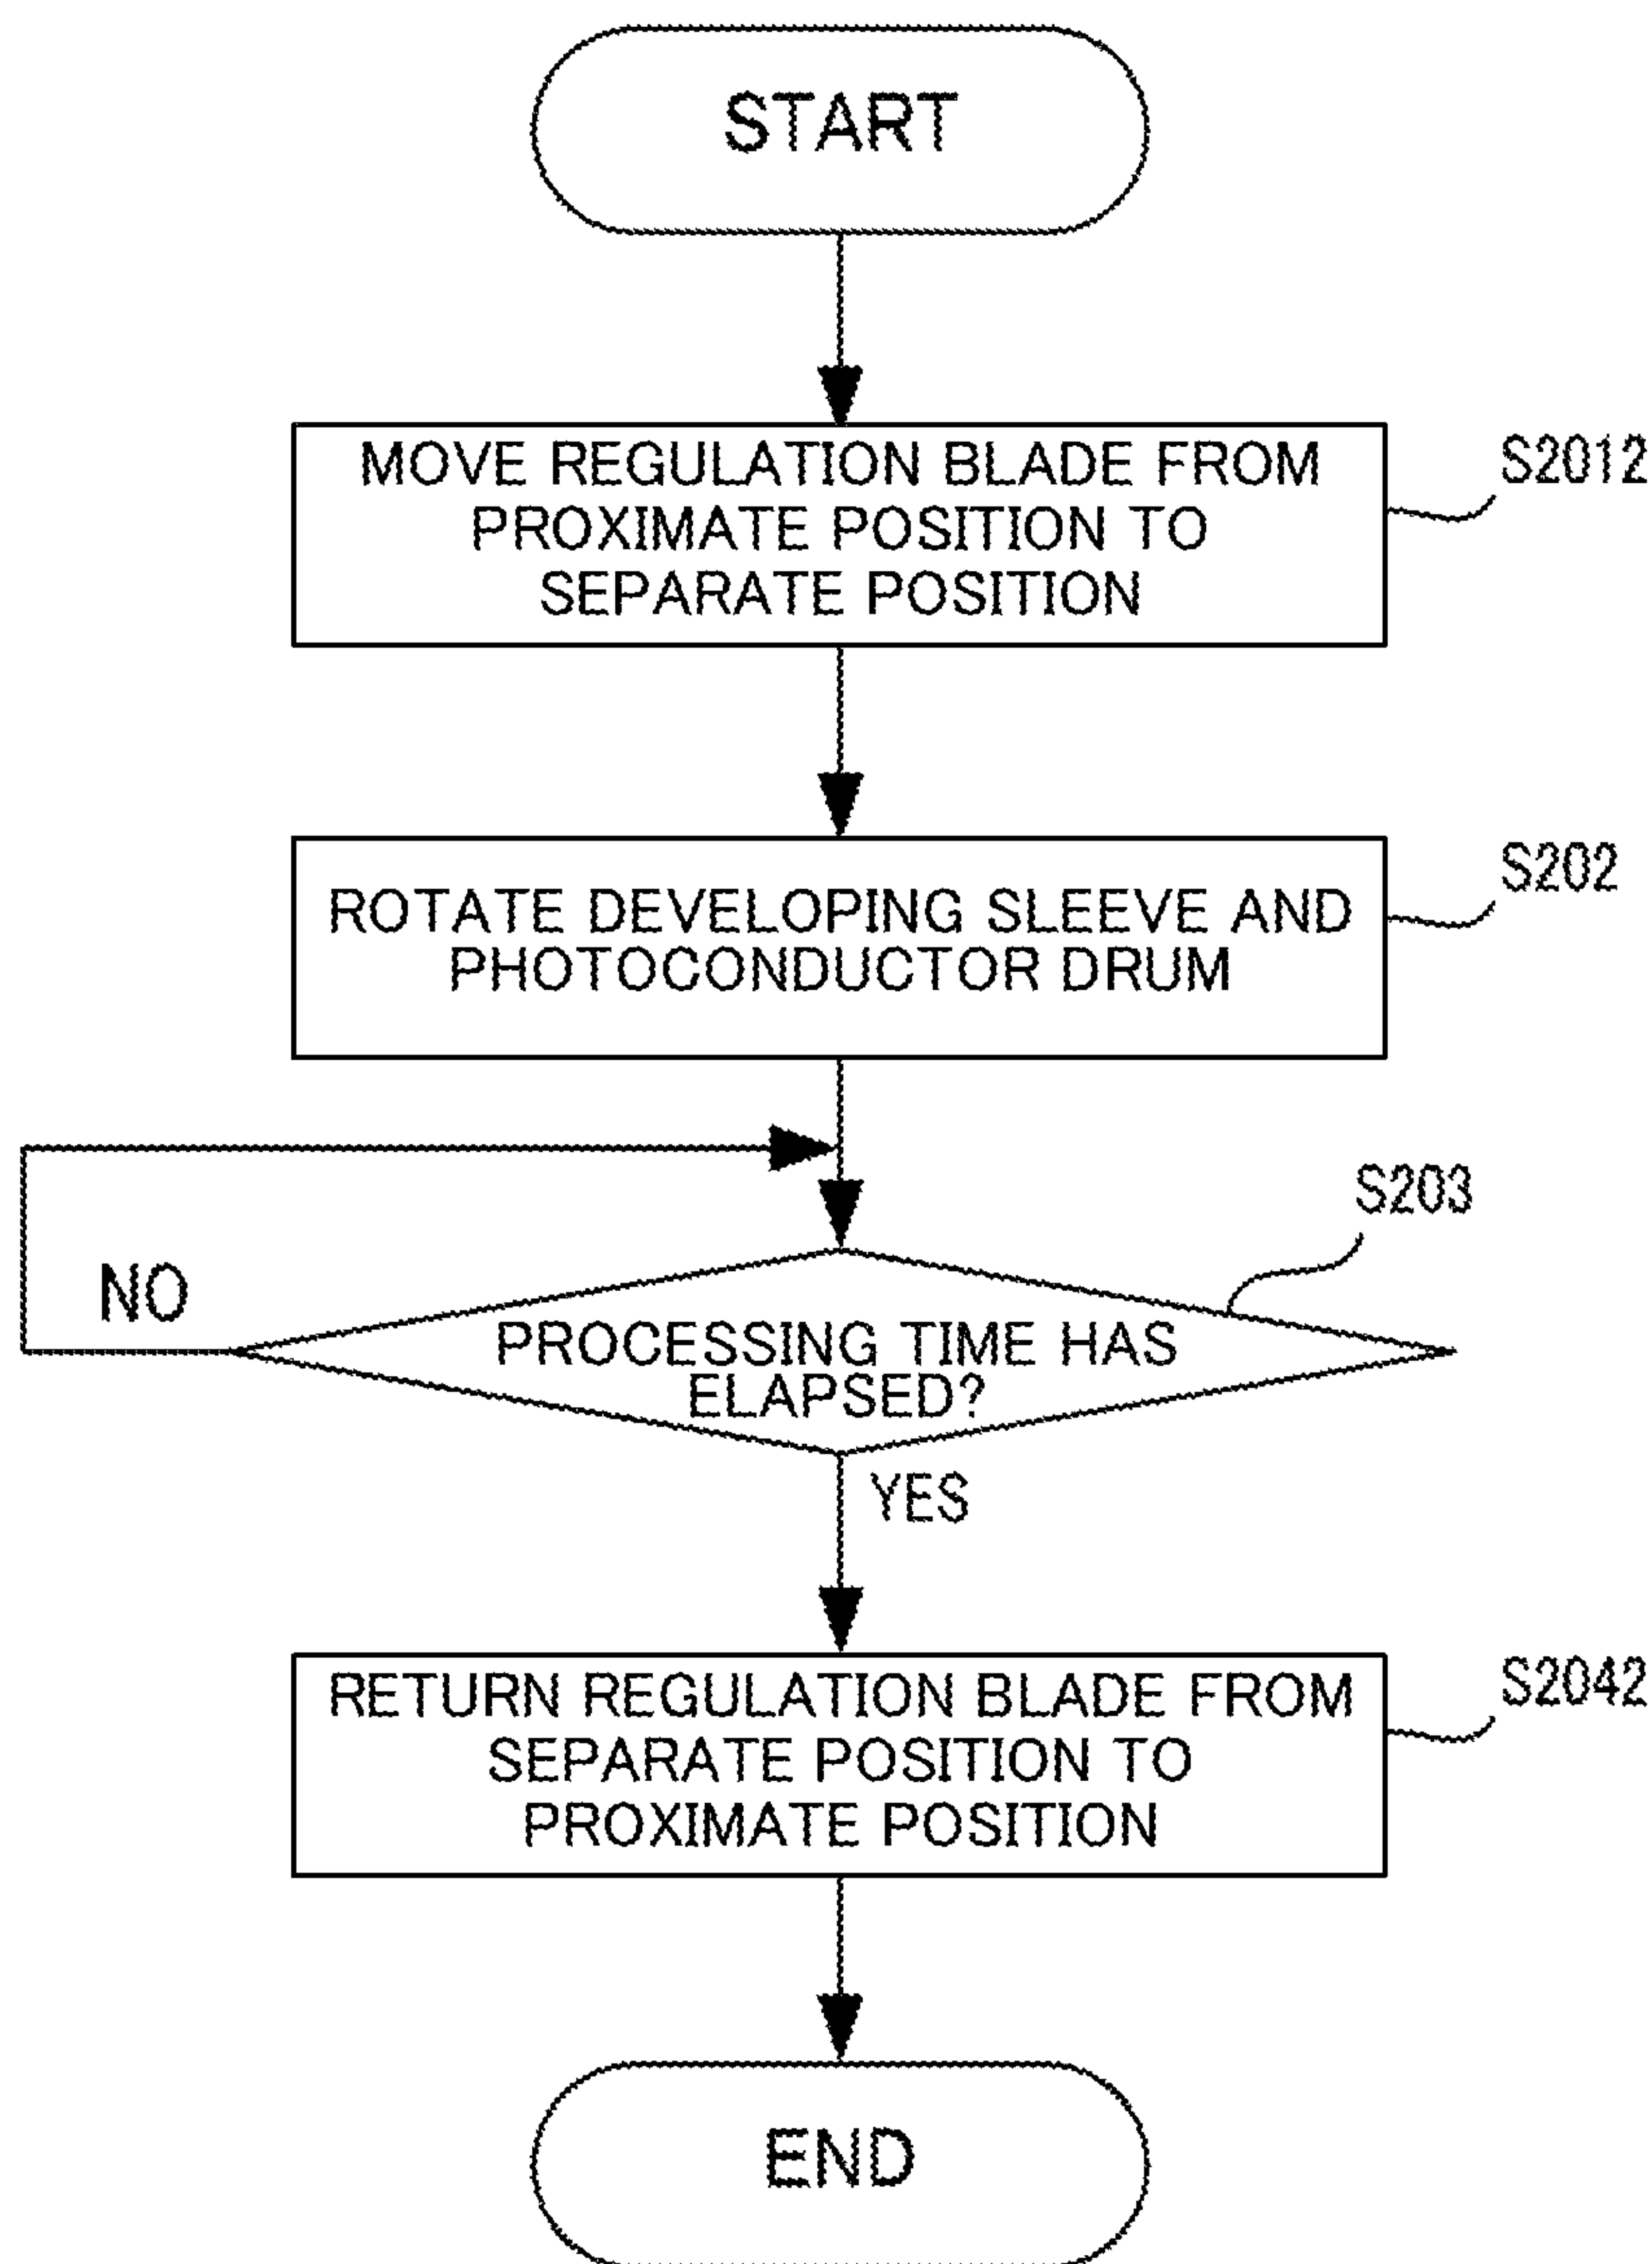 START
MOVE REGULATION BLADE FROM
PROXIMATE POSITION TO
SEPARATE POSITION
S2012
ROTATE DEVELOPING SLEEVE AND
PHOTOCONDUCTOR DRUM
S202
S203
NO
PROCESSING TIME HAS
ELAPSED?
YES
RETURN REGULATION BLADE FROM
SEPARATE POSITION TO
PROXIMATE POSITION
S2042
END